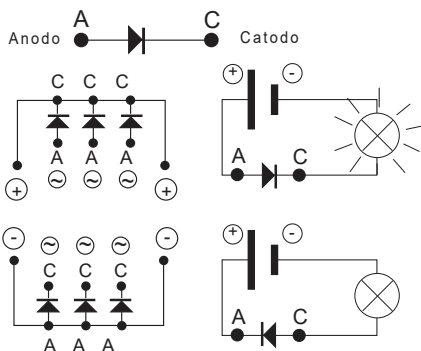 Anodo A C Catodo
C C C
A A A
+ ~ ~ ~ +
+ -
A C
- ~ ~ ~ -
C C C
A A A
+ -
A C